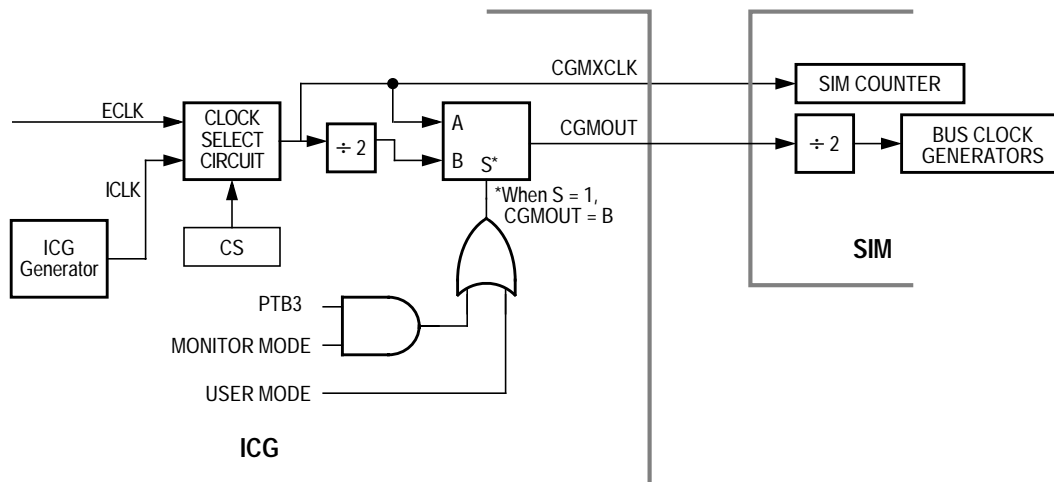 CGMXCLK
SIM COUNTER
ECLK
CLOCK
SELECT
CIRCUIT
A
CGMOUT
÷ 2
B
S*
÷ 2
BUS CLOCK
GENERATORS
ICLK
*When S = 1,
CGMOUT = B
ICG
Generator
CS
SIM
PTB3
MONITOR MODE
USER MODE
ICG